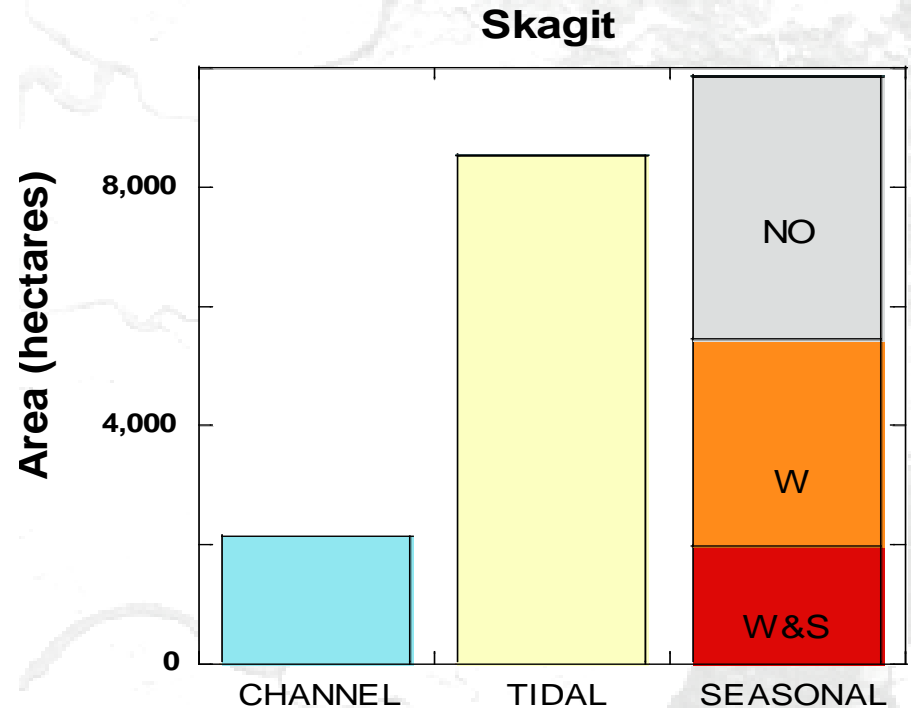 Skagit
Area (hectares)
8,000
4,000
0
NO
W
W&S
CHANNEL TIDAL SEASONAL